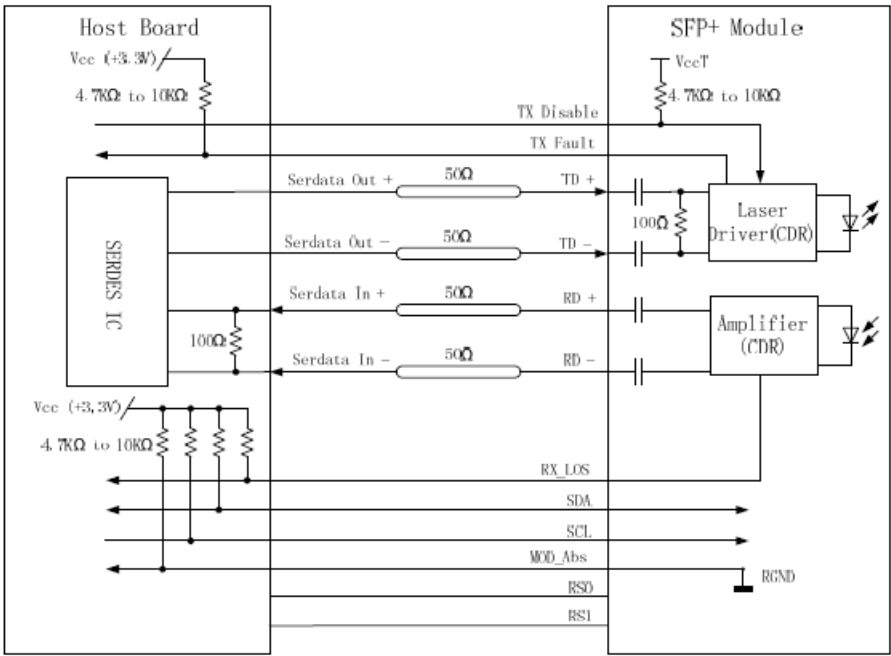 Host Board
SFP+ Module
Vcc (+3.3V)
VccT
4.7KΩ to 10KΩ
4.7KΩ to 10KΩ
TX Disable
TX Fault
Serdata Out +
50Ω
TD +
Laser
Driver(CDR)
100Ω
Serdata Out -
50Ω
TD -
SERDES IC
Serdata In +
50Ω
RD +
Amplifier
(CDR)
100Ω
Serdata In -
50Ω
RD -
Vcc (+3,3V)
4.7KΩ to 10KΩ
RX_LOS
SDA
SCL
MOD_Abs
RGND
RS0
RS1